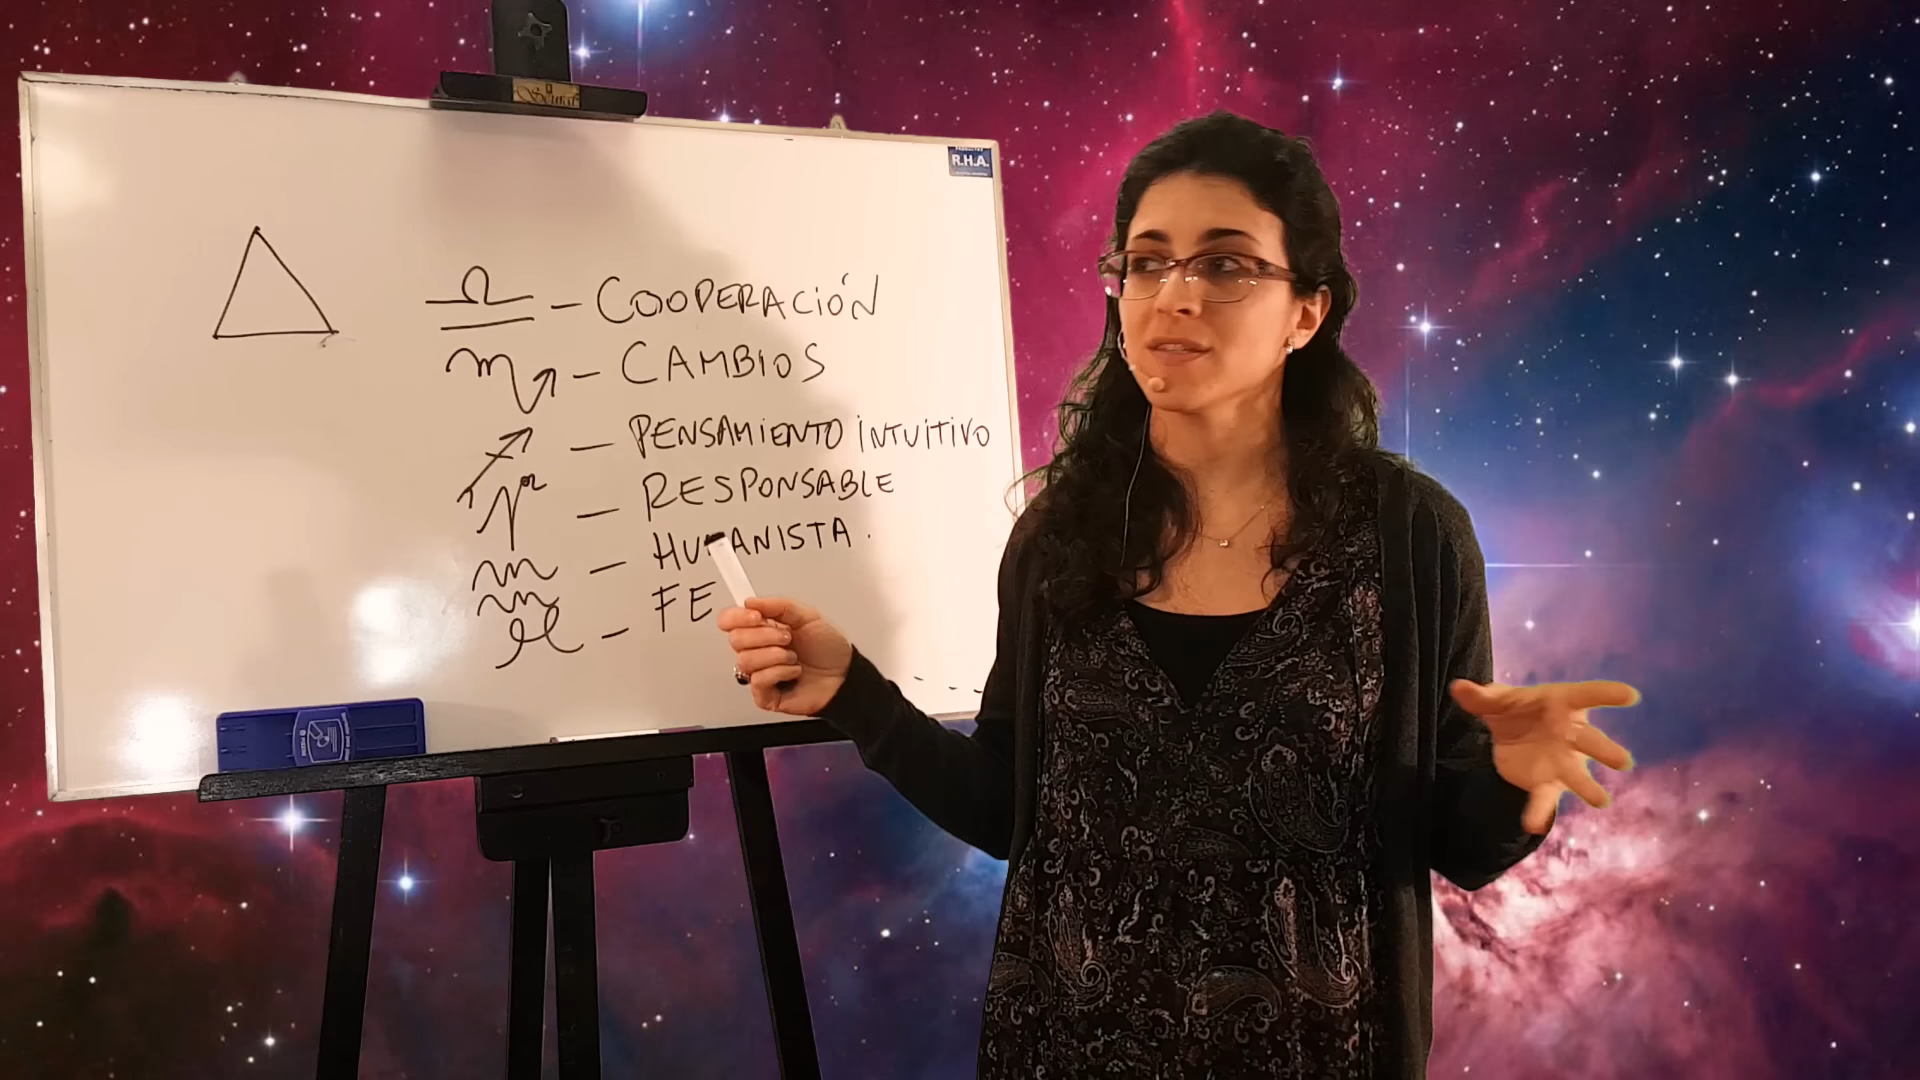 R.H.A.
♎ - COOPERACIÓN
♏ - CAMBIOS
♐ - PENSAMIENTO INTUITIVO
♑ - RESPONSABLE
♒ - HUMANISTA.
♓ - FE